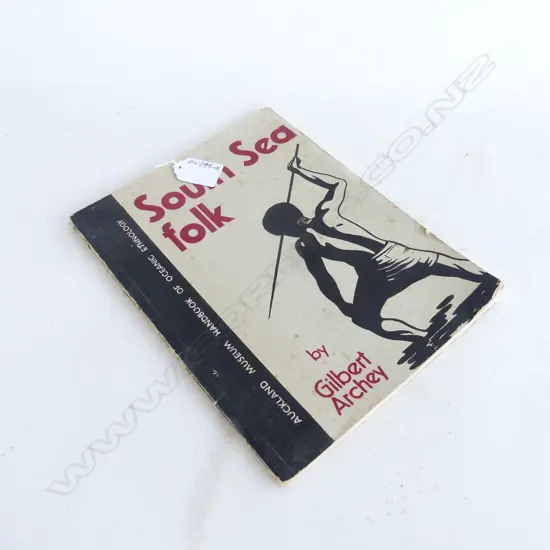 South Sea
folk
by
Gilbert
Archey
AUCKLAND MUSEUM HANDBOOK OF OCEANIC ETHNOLOGY